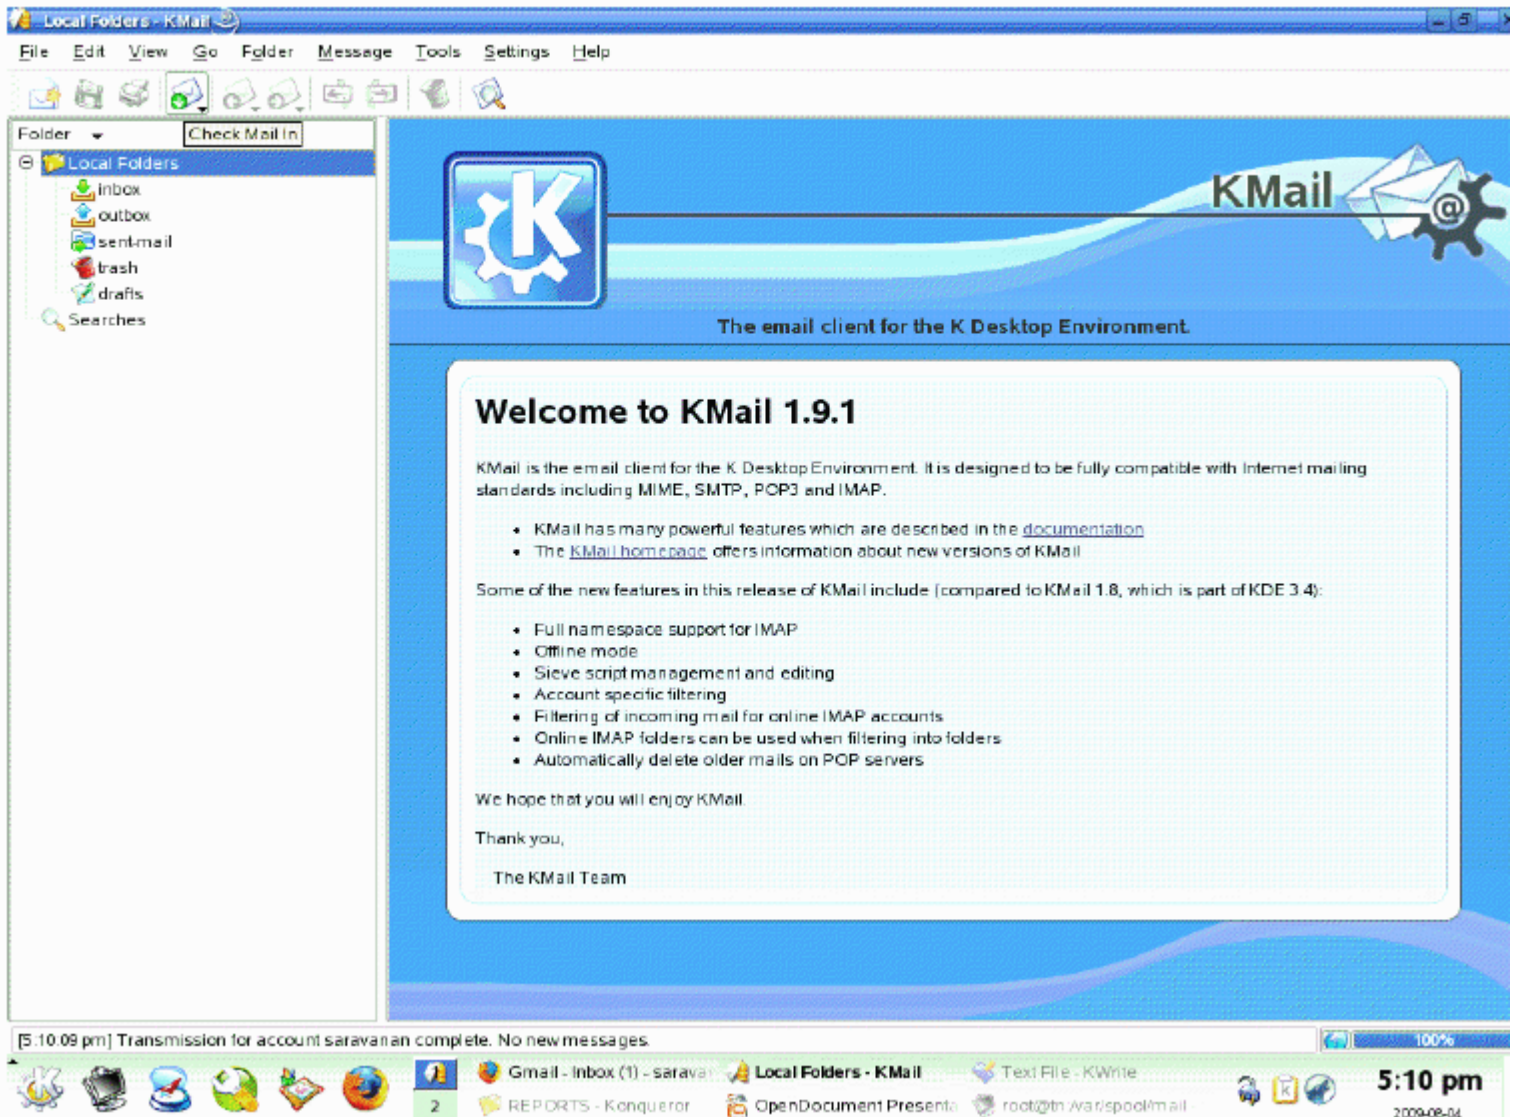 Local Folders - KMail
File Edit View Go Folder Message Tools Settings Help
Folder
Check Mail In
Local Folders
inbox
outbox
sent-mail
trash
drafts
Searches
KMail
The email client for the K Desktop Environment.
Welcome to KMail 1.9.1
KMail is the email client for the K Desktop Environment. It is designed to be fully compatible with Internet mailing
standards including MIME, SMTP, POP3 and IMAP.
• KMail has many powerful features which are described in the documentation
• The KMail homepage offers information about new versions of KMail
Some of the new features in this release of KMail include (compared to KMail 1.8, which is part of KDE 3.4):
• Full namespace support for IMAP
• Offline mode
• Sieve script management and editing
• Account specific filtering
• Filtering of incoming mail for online IMAP accounts
• Online IMAP folders can be used when filtering into folders
• Automatically delete older mails on POP servers
We hope that you will enjoy KMail.
Thank you,
The KMail Team
[5:10:09 pm] Transmission for account saravanan complete. No new messages.
100%
Gmail - Inbox (1) - sarava
Local Folders - KMail
Text File - KWrite
5:10 pm
2
REPORTS - Konqueror
OpenDocument Presenta
root@tn:/var/spool/mail -
2009-08-04